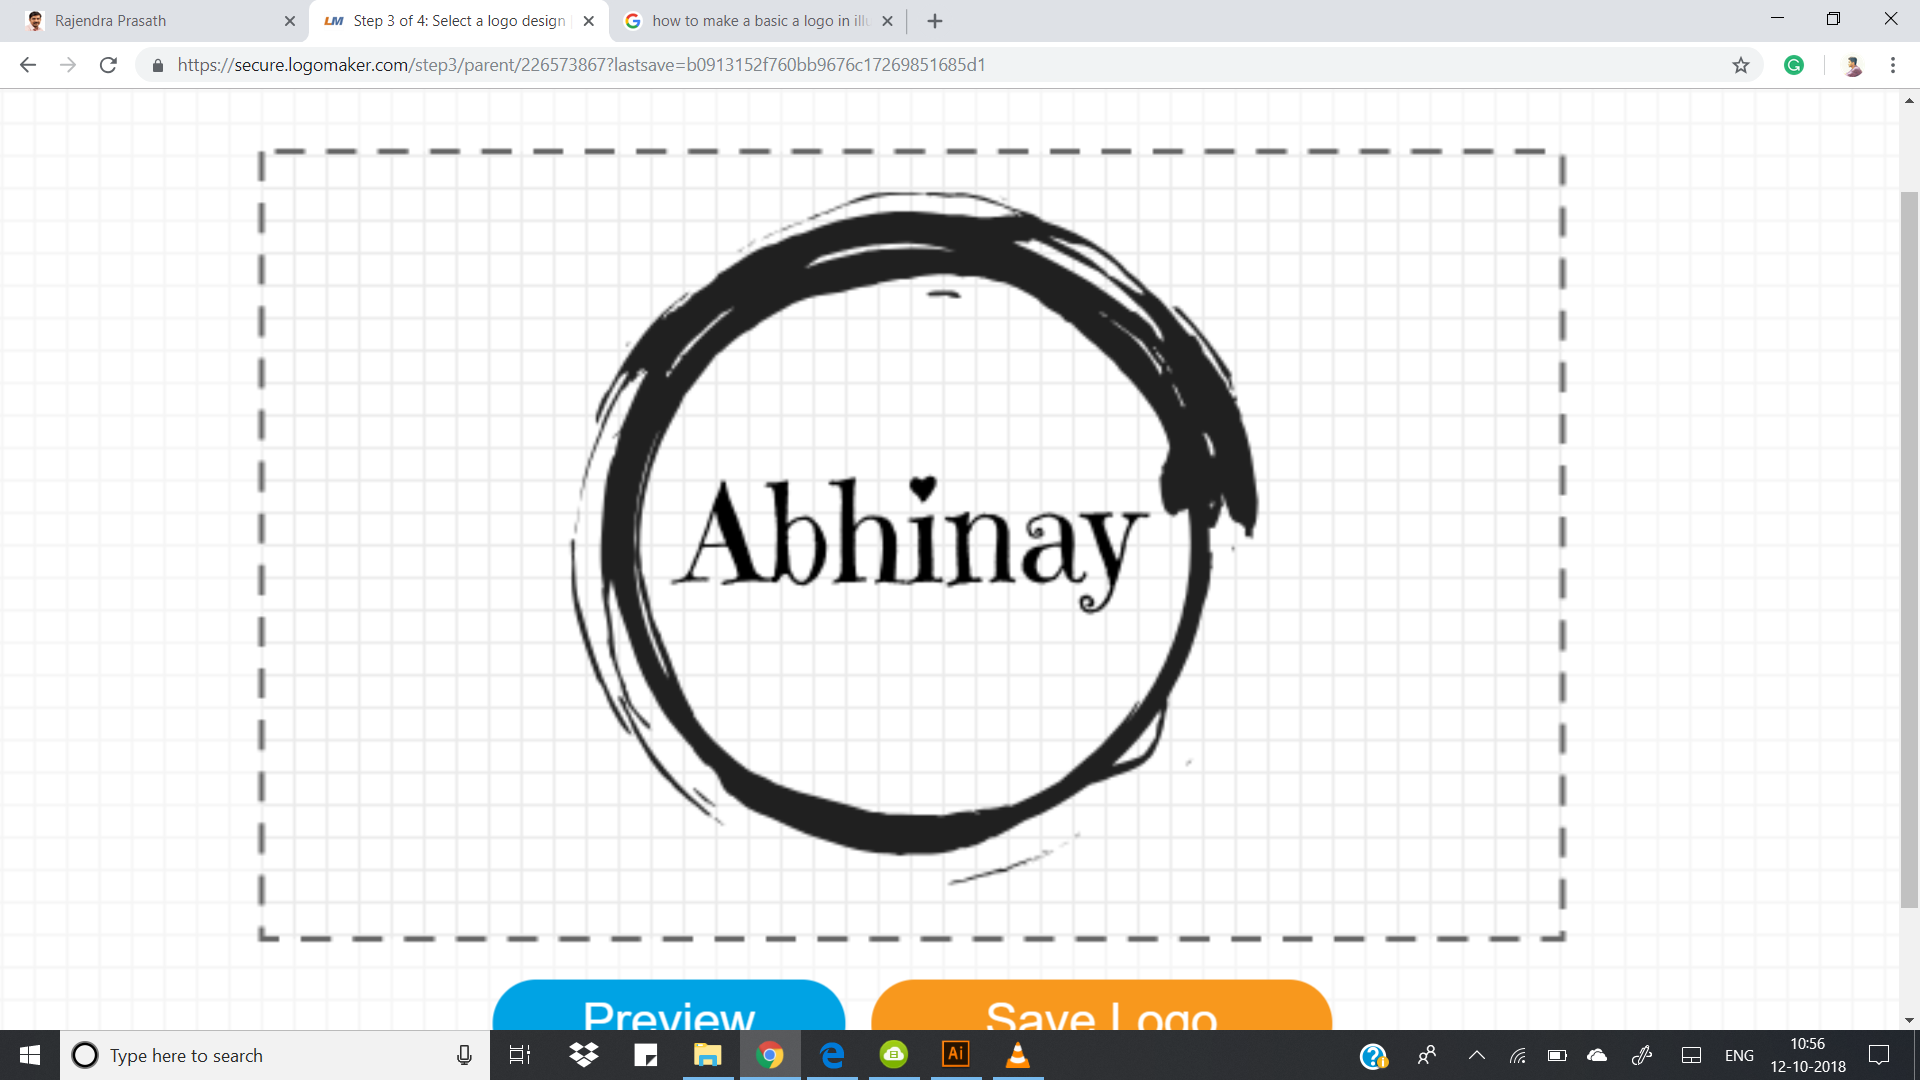 Rajendra Prasath
LM Step 3 of 4: Select a logo design
how to make a basic a logo in illu
https://secure.logomaker.com/step3/parent/226573867?lastsave=b0913152f760bb9676c17269851685d1
Abhinay
Preview Save Logo
Type here to search
Ai
ENG
10:56
12-10-2018